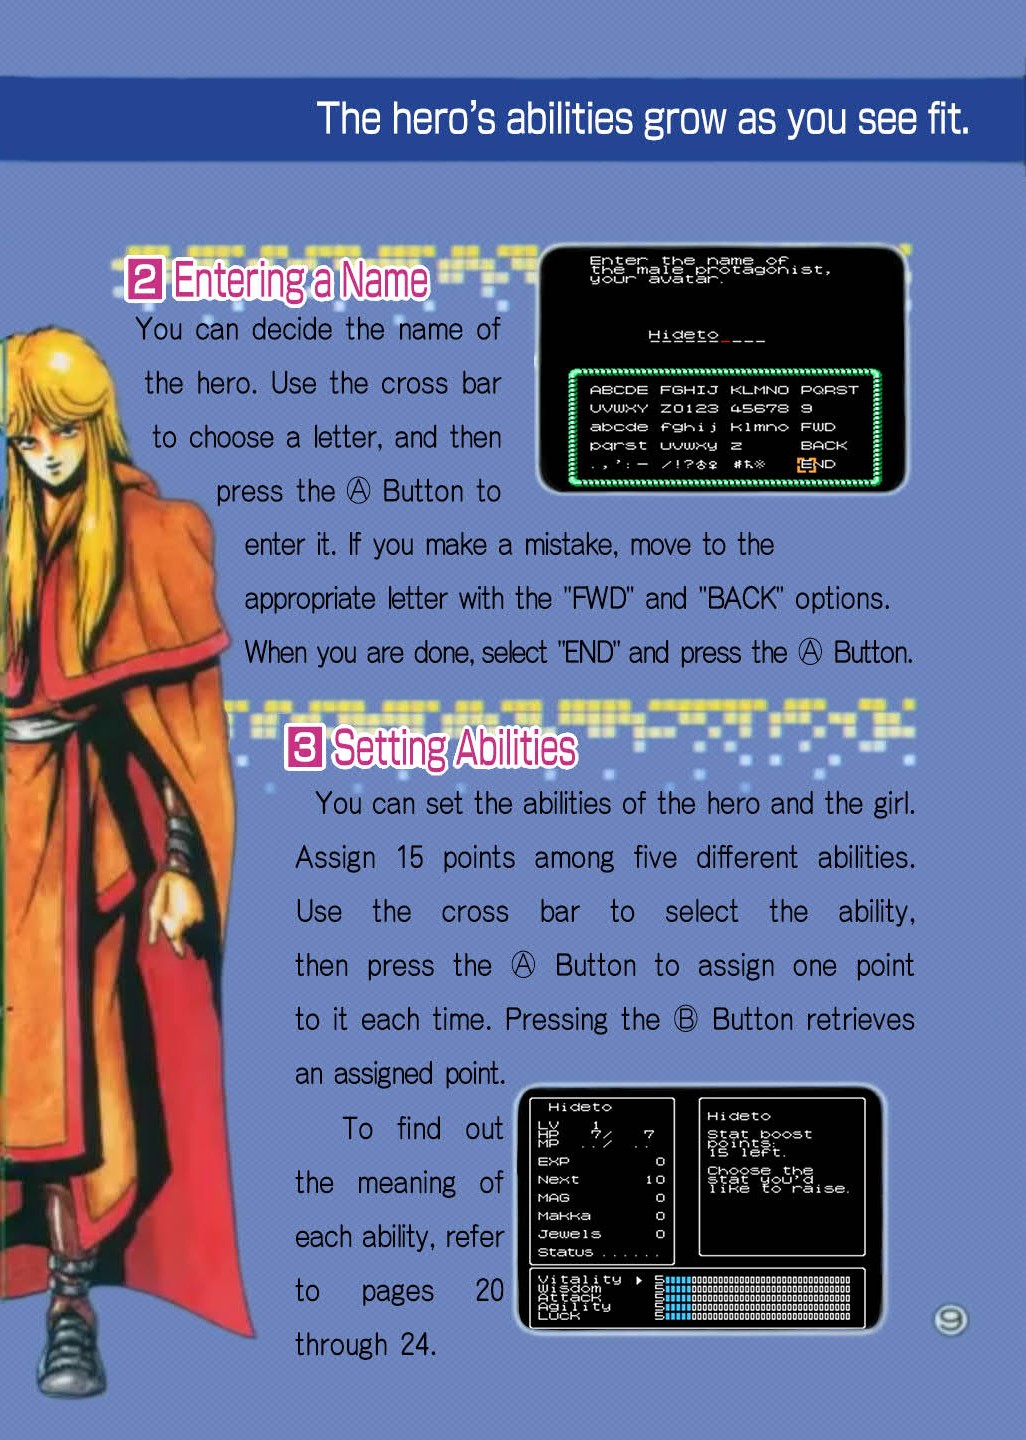 The hero's abilities grow as you see fit.
2 Entering a Name
You can decide the name of
the hero. Use the cross bar
to choose a letter, and then
press the Ⓐ Button to
enter it. If you make a mistake, move to the
appropriate letter with the "FWD" and "BACK" options.
When you are done, select "END" and press the Ⓐ Button.
Enter the name of
the male protagonist,
your avatar.
Hideto
ABCDE FGHIJ KLMNO PQRST
UVWXY Z0123 45678 9
abcde fghij klmno FWD
pqrst uvwxy z BACK
.,':- /!?♂♀ END
3 Setting Abilities
You can set the abilities of the hero and the girl.
Assign 15 points among five different abilities.
Use the cross bar to select the ability,
then press the Ⓐ Button to assign one point
to it each time. Pressing the Ⓑ Button retrieves
an assigned point.
To find out
the meaning of
each ability, refer
to pages 20
through 24.
Hideto
LV 1
HP 7/ 7
MP ../ ..
EXP 0
Next 10
MAG 0
Makka 0
Jewels 0
Status ......
Hideto
Stat boost
points:
15 left.
Choose the
stat you'd
like to raise.
Vitality ▶ 5
Wisdom 5
Attack 5
Agility 5
Luck 5
9